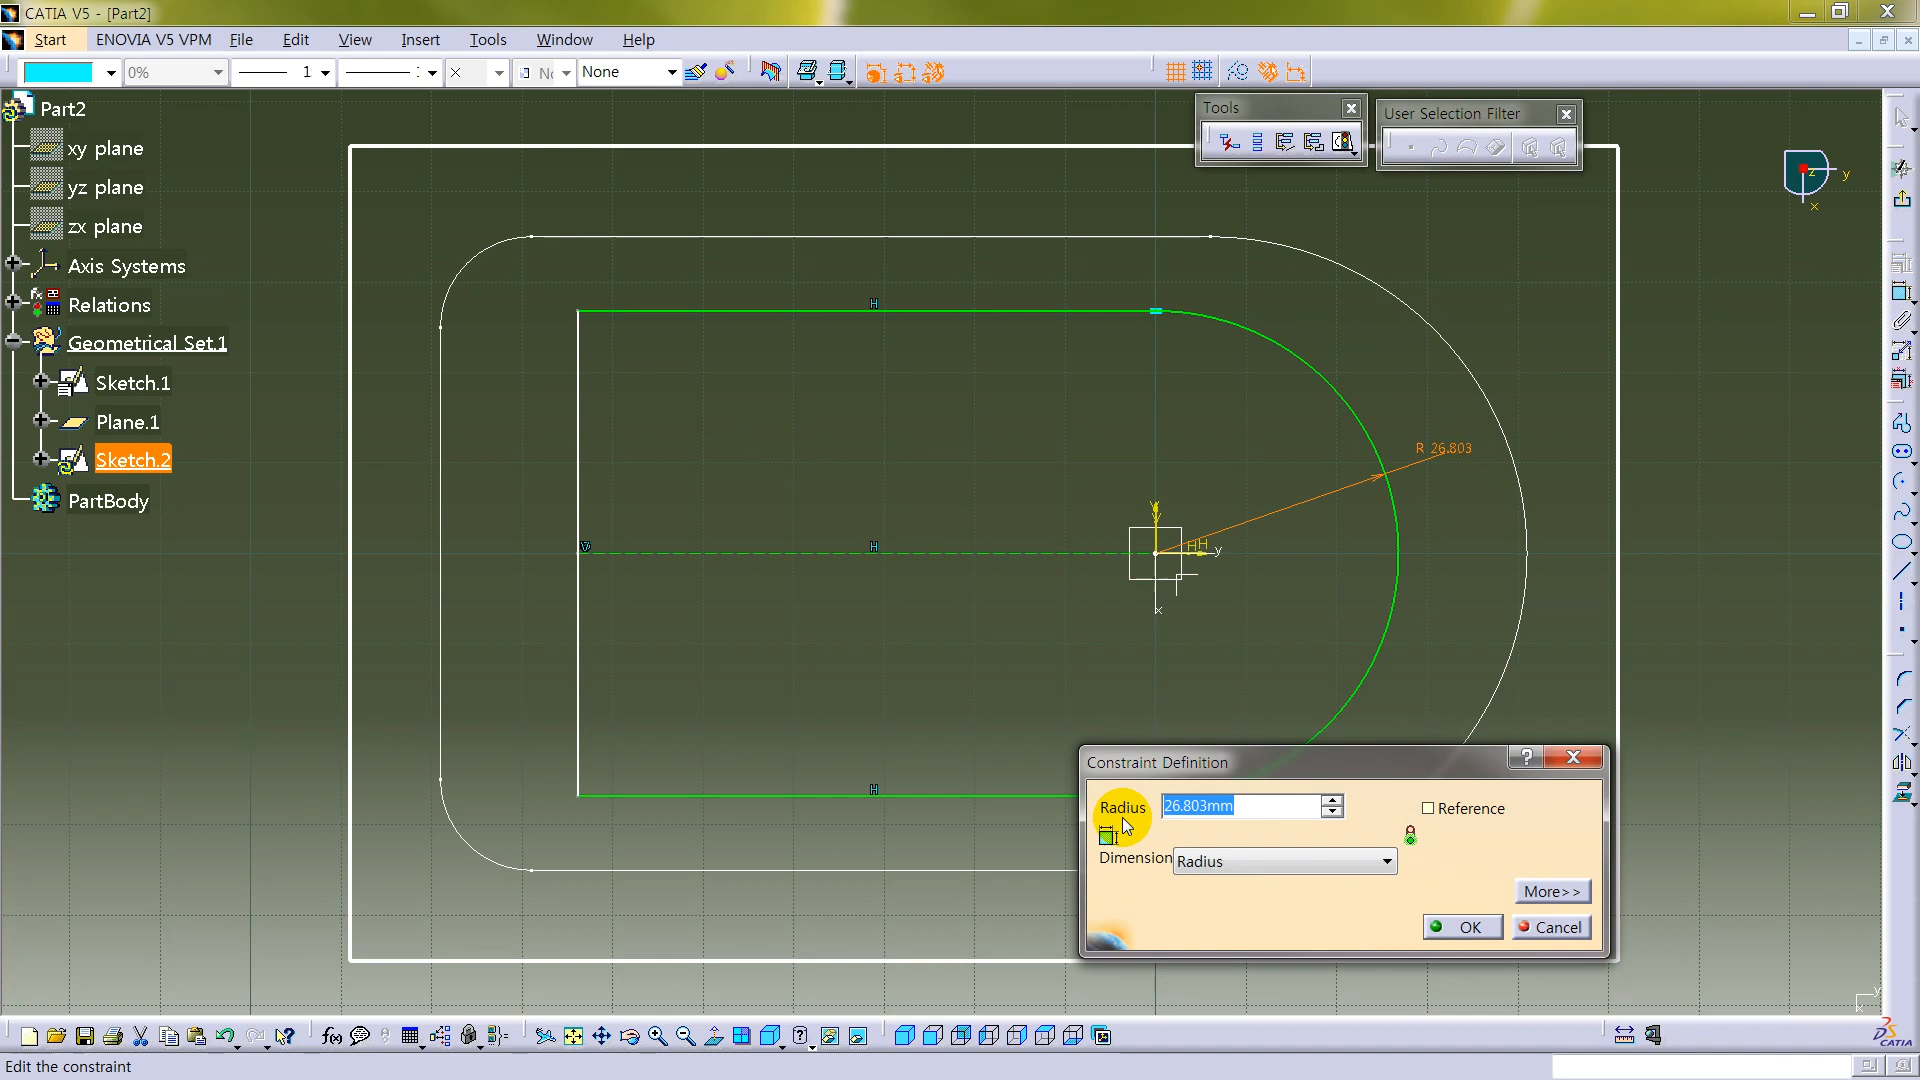 CATIA V5 - [Part2]
Start ENOVIA V5 VPM File Edit View Insert Tools Window Help
0% 1 None
Part2
xy plane
yz plane
zx plane
Axis Systems
Relations
Geometrical Set.1
Sketch.1
Plane.1
Sketch.2
PartBody
Tools
User Selection Filter
z y
x
H
R 26.803
V H
H H y
x
H
Constraint Definition
Radius 26.803mm Reference
Dimension Radius
More>>
OK Cancel
y
CATIA
Edit the constraint